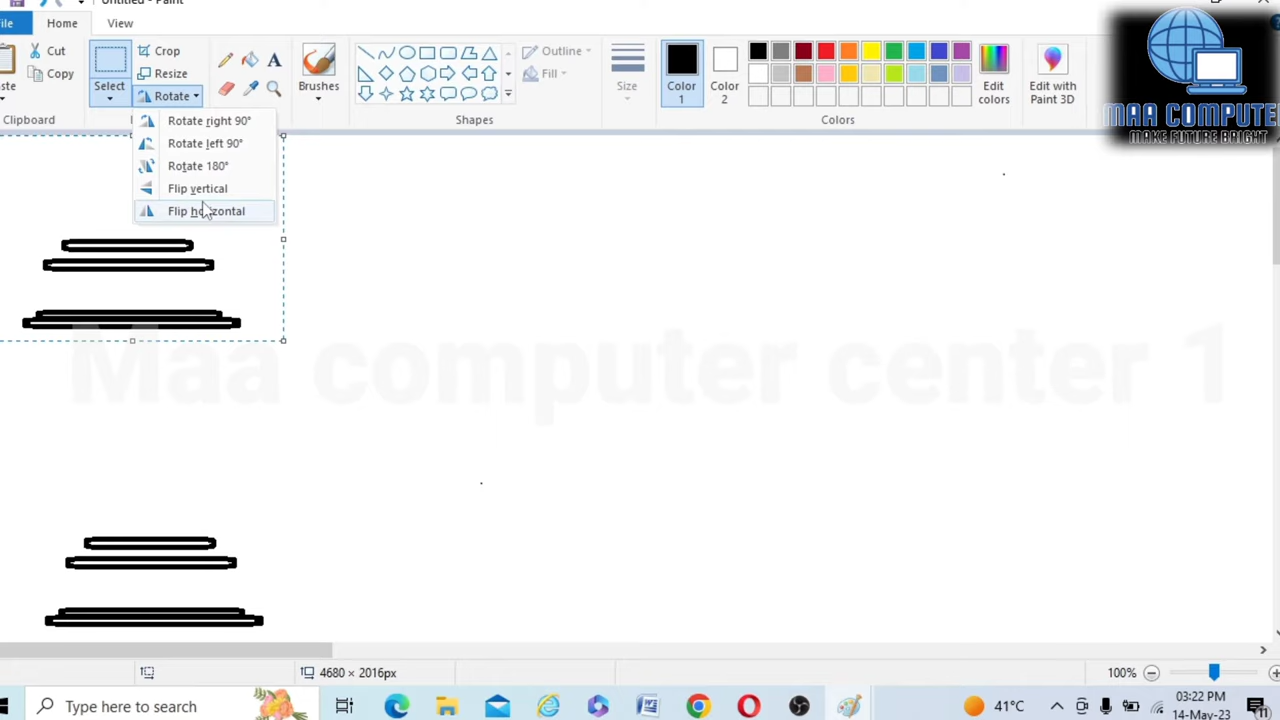 Untitled - Paint
File
Home
View
Cut
Copy
Clipboard
Select
Crop
Resize
Rotate
Rotate right 90°
Rotate left 90°
Rotate 180°
Flip vertical
Flip horizontal
Brushes
Outline
Fill
Shapes
Size
Color
1
Color
2
Edit
colors
Edit with
Paint 3D
Colors
MAA COMPUTE
MAKE FUTURE BRIGHT
Maa computer center 1
4680 × 2016px
100%
Type here to search
41°C
03:22 PM
14-May-23
11